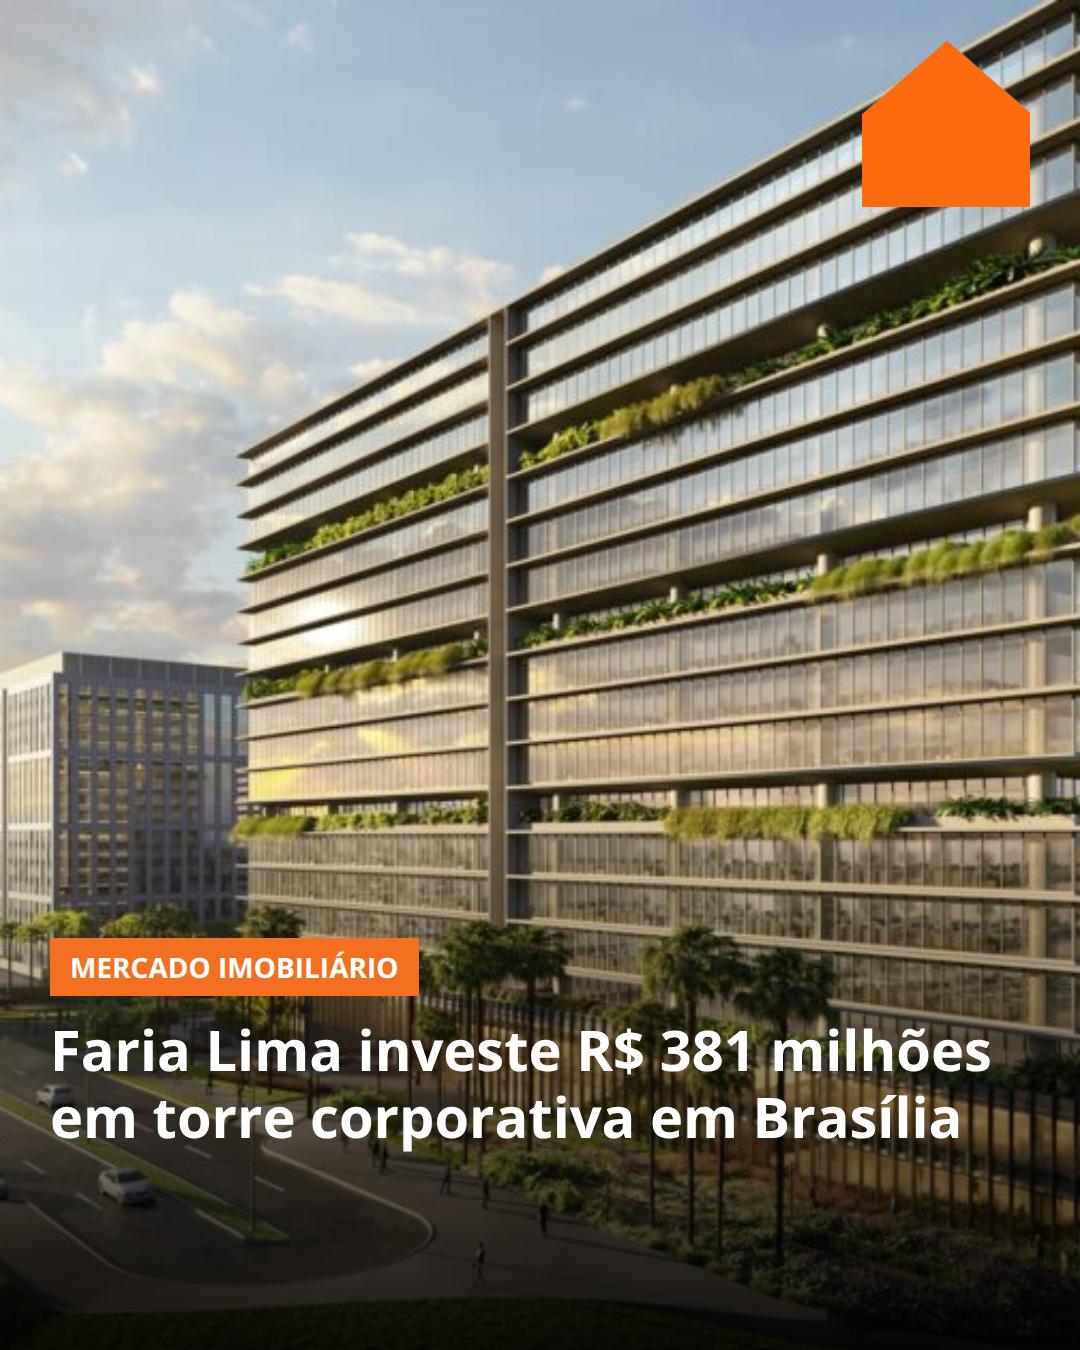 MERCADO IMOBILIÁRIO
Faria Lima investe R$ 381 milhões
em torre corporativa em Brasília